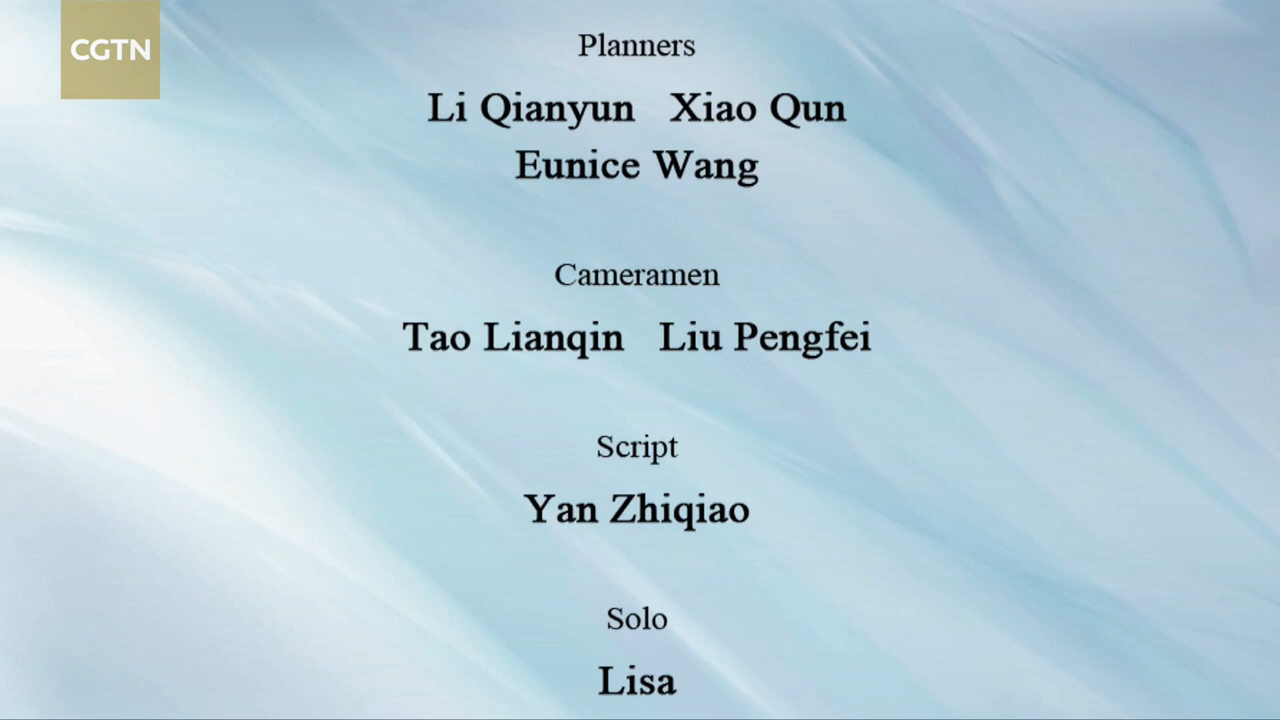 CGTN
Planners
Li Qianyun Xiao Qun
Eunice Wang
Cameramen
Tao Lianqin Liu Pengfei
Script
Yan Zhiqiao
Solo
Lisa